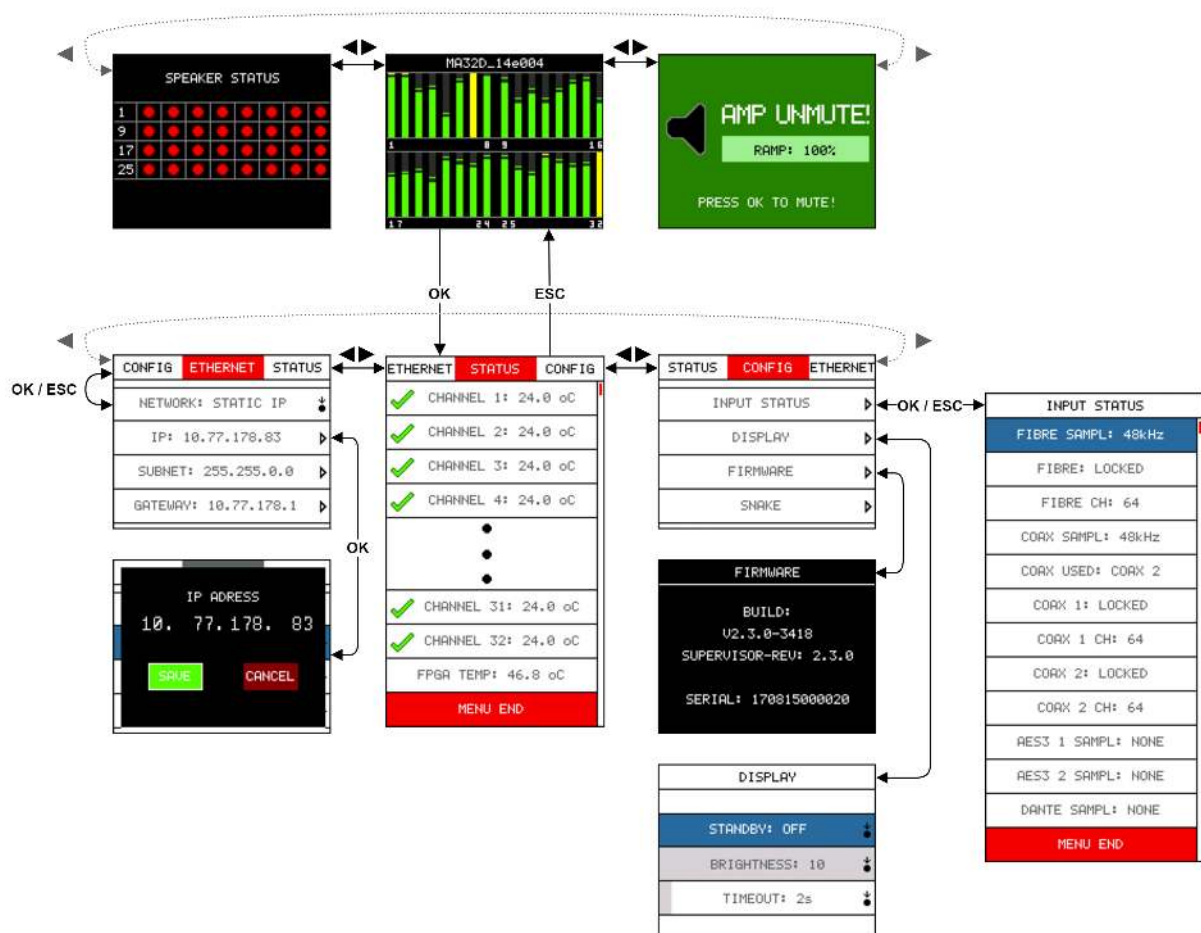 SPEAKER STATUS
1
9
17
25
MA32D_14e004
1 8 9 16
17 24 25 32
AMP UNMUTE!
RAMP: 100%
PRESS OK TO MUTE!
OK
ESC
CONFIG ETHERNET STATUS
OK / ESC
NETWORK: STATIC IP
IP: 10.77.178.83
SUBNET: 255.255.0.0
GATEWAY: 10.77.178.1
OK
IP ADRESS
10. 77.178. 83
SAVE CANCEL
ETHERNET STATUS CONFIG
CHANNEL 1: 24.0 oC
CHANNEL 2: 24.0 oC
CHANNEL 3: 24.0 oC
CHANNEL 4: 24.0 oC
CHANNEL 31: 24.0 oC
CHANNEL 32: 24.0 oC
FPGA TEMP: 46.8 oC
MENU END
STATUS CONFIG ETHERNET
INPUT STATUS
DISPLAY
FIRMWARE
SNAKE
OK / ESC
FIRMWARE
BUILD:
V2.3.0-3418
SUPERVISOR-REV: 2.3.0
SERIAL: 170815000020
DISPLAY
STANDBY: OFF
BRIGHTNESS: 10
TIMEOUT: 2s
INPUT STATUS
FIBRE SAMPL: 48kHz
FIBRE: LOCKED
FIBRE CH: 64
COAX SAMPL: 48kHz
COAX USED: COAX 2
COAX 1: LOCKED
COAX 1 CH: 64
COAX 2: LOCKED
COAX 2 CH: 64
AES3 1 SAMPL: NONE
AES3 2 SAMPL: NONE
DANTE SAMPL: NONE
MENU END